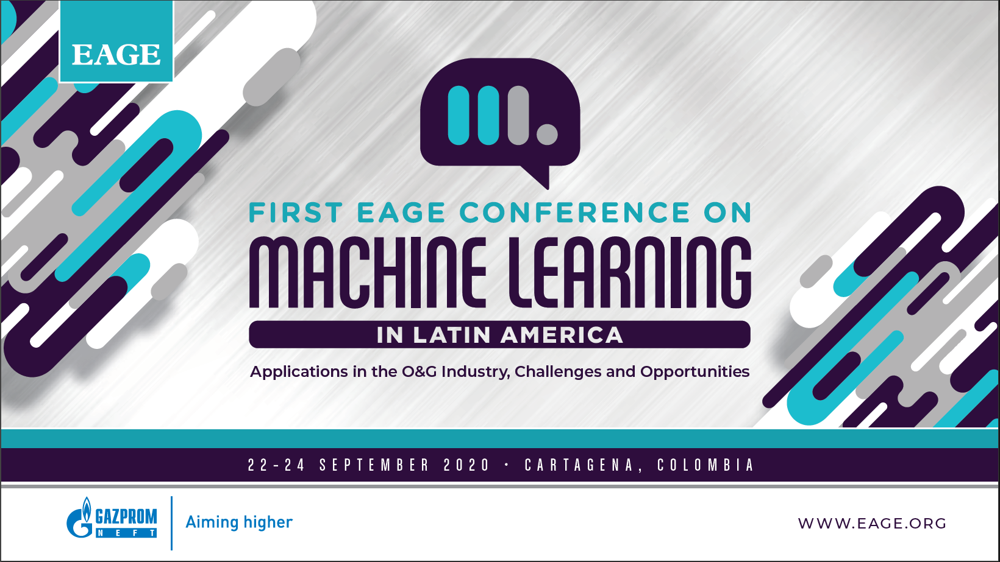 EAGE
ml.
FIRST EAGE CONFERENCE ON
MACHINE LEARNING
IN LATIN AMERICA
Applications in the O&G Industry, Challenges and Opportunities
22-24 SEPTEMBER 2020 · CARTAGENA, COLOMBIA
GAZPROM
NEFT
Aiming higher
WWW.EAGE.ORG